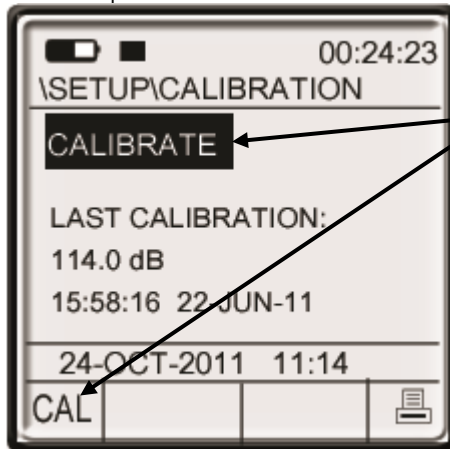 00:24:23
\SETUP\CALIBRATION
CALIBRATE
LAST CALIBRATION:
114.0 dB
15:58:16 22-JUN-11
24-OCT-2011 11:14
CAL